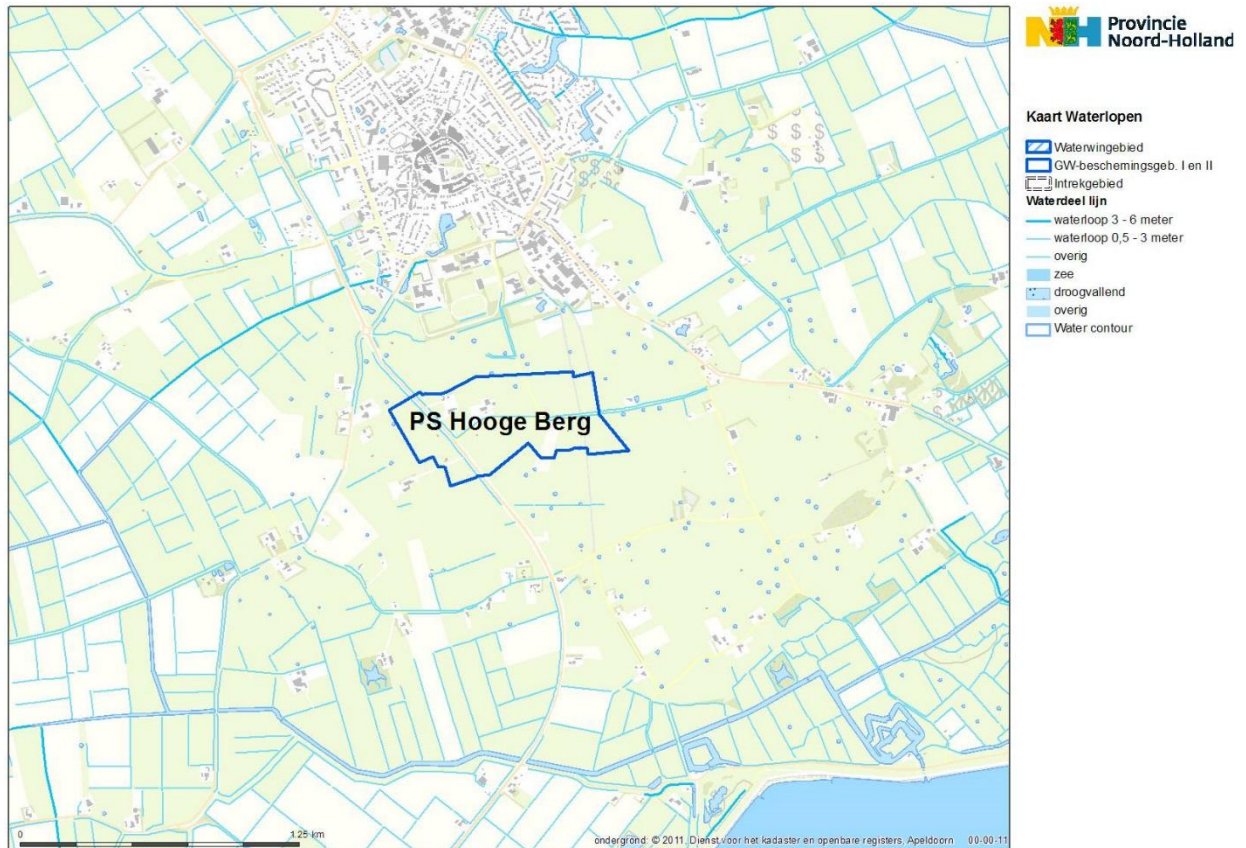 Provincie
Noord-Holland
Kaart Waterlopen
Waterwingebied
GW-beschemingsgeb. I en II
Intrekgebied
Waterdeel lijn
waterloop 3 - 6 meter
waterloop 0,5 - 3 meter
overig
zee
droogvallend
overig
Water contour
PS Hooge Berg
0 1.25 km
ondergrond: © 2011, Dienst voor het kadaster en openbare registers, Apeldoorn 00-00-11